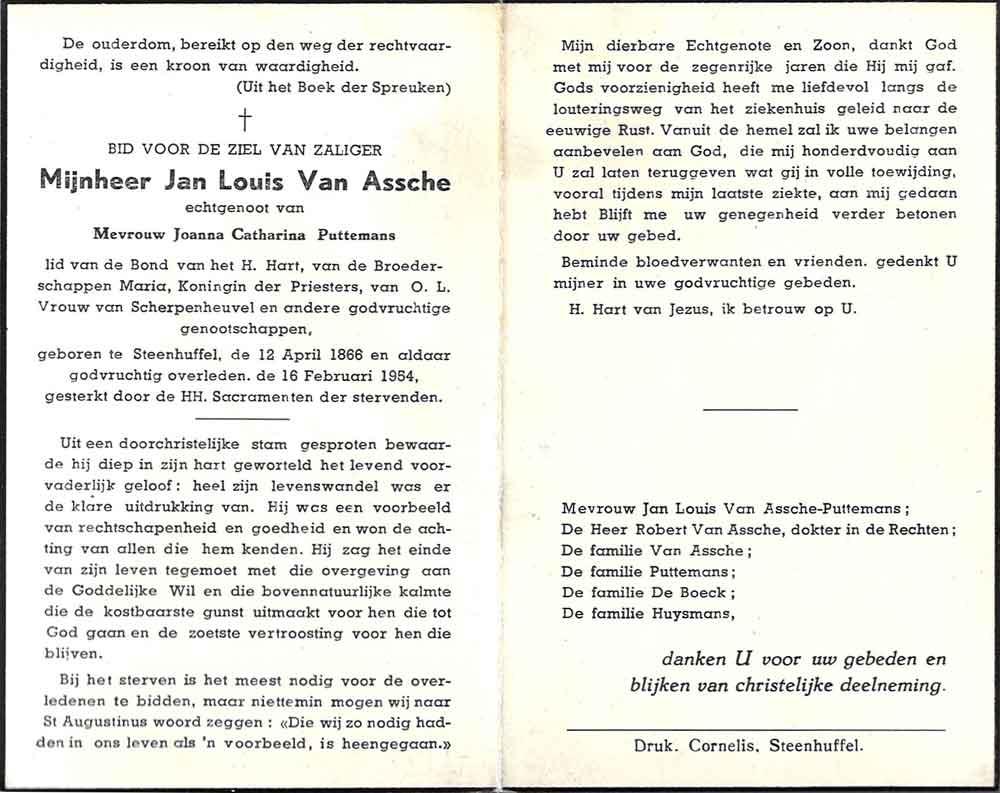 De ouderdom, bereikt op den weg der rechtvaar-
digheid, is een kroon van waardigheid.
(Uit het Boek der Spreuken)
†
BID VOOR DE ZIEL VAN ZALIGER
Mijnheer Jan Louis Van Assche
echtgenoot van
Mevrouw Joanna Catharina Puttemans
lid van de Bond van het H. Hart, van de Broeder-
schappen Maria, Koningin der Priesters, van O. L.
Vrouw van Scherpenheuvel en andere godvruchtige
genootschappen,
geboren te Steenhuffel, de 12 April 1866 en aldaar
godvruchtig overleden. de 16 Februari 1954,
gesterkt door de HH. Sacramenten der stervenden.
Uit een doorchristelijke stam gesproten bewaar-
de hij diep in zijn hart geworteld het levend voor-
vaderlijk geloof : heel zijn levenswandel was er
de klare uitdrukking van. Hij was een voorbeeld
van rechtschapenheid en goedheid en won de ach-
ting van allen die hem kenden. Hij zag het einde
van zijn leven tegemoet met die overgeving aan
de Goddelijke Wil en die bovennatuurlijke kalmte
die de kostbaarste gunst uitmaakt voor hen die tot
God gaan en de zoetste vertroosting voor hen die
blijven.
Bij het sterven is het meest nodig voor de over-
ledenen te bidden, maar niettemin mogen wij naar
St Augustinus woord zeggen : «Die wij zo nodig had-
den in ons leven als 'n voorbeeld, is heengegaan.»
Mijn dierbare Echtgenote en Zoon, dankt God
met mij voor de zegenrijke jaren die Hij mij gaf.
Gods voorzienigheid heeft me liefdevol langs de
louteringsweg van het ziekenhuis geleid naar de
eeuwige Rust. Vanuit de hemel zal ik uwe belangen
aanbevelen aan God, die mij honderdvoudig aan
U zal laten teruggeven wat gij in volle toewijding,
vooral tijdens mijn laatste ziekte, aan mij gedaan
hebt Blijft me uw genegenheid verder betonen
door uw gebed.
Beminde bloedverwanten en vrienden. gedenkt U
mijner in uwe godvruchtige gebeden.
H. Hart van Jezus, ik betrouw op U.
Mevrouw Jan Louis Van Assche-Puttemans ;
De Heer Robert Van Assche, dokter in de Rechten ;
De familie Van Assche ;
De familie Puttemans ;
De familie De Boeck ;
De familie Huysmans,
danken U voor uw gebeden en
blijken van christelijke deelneming.
Druk. Cornelis, Steenhuffel.